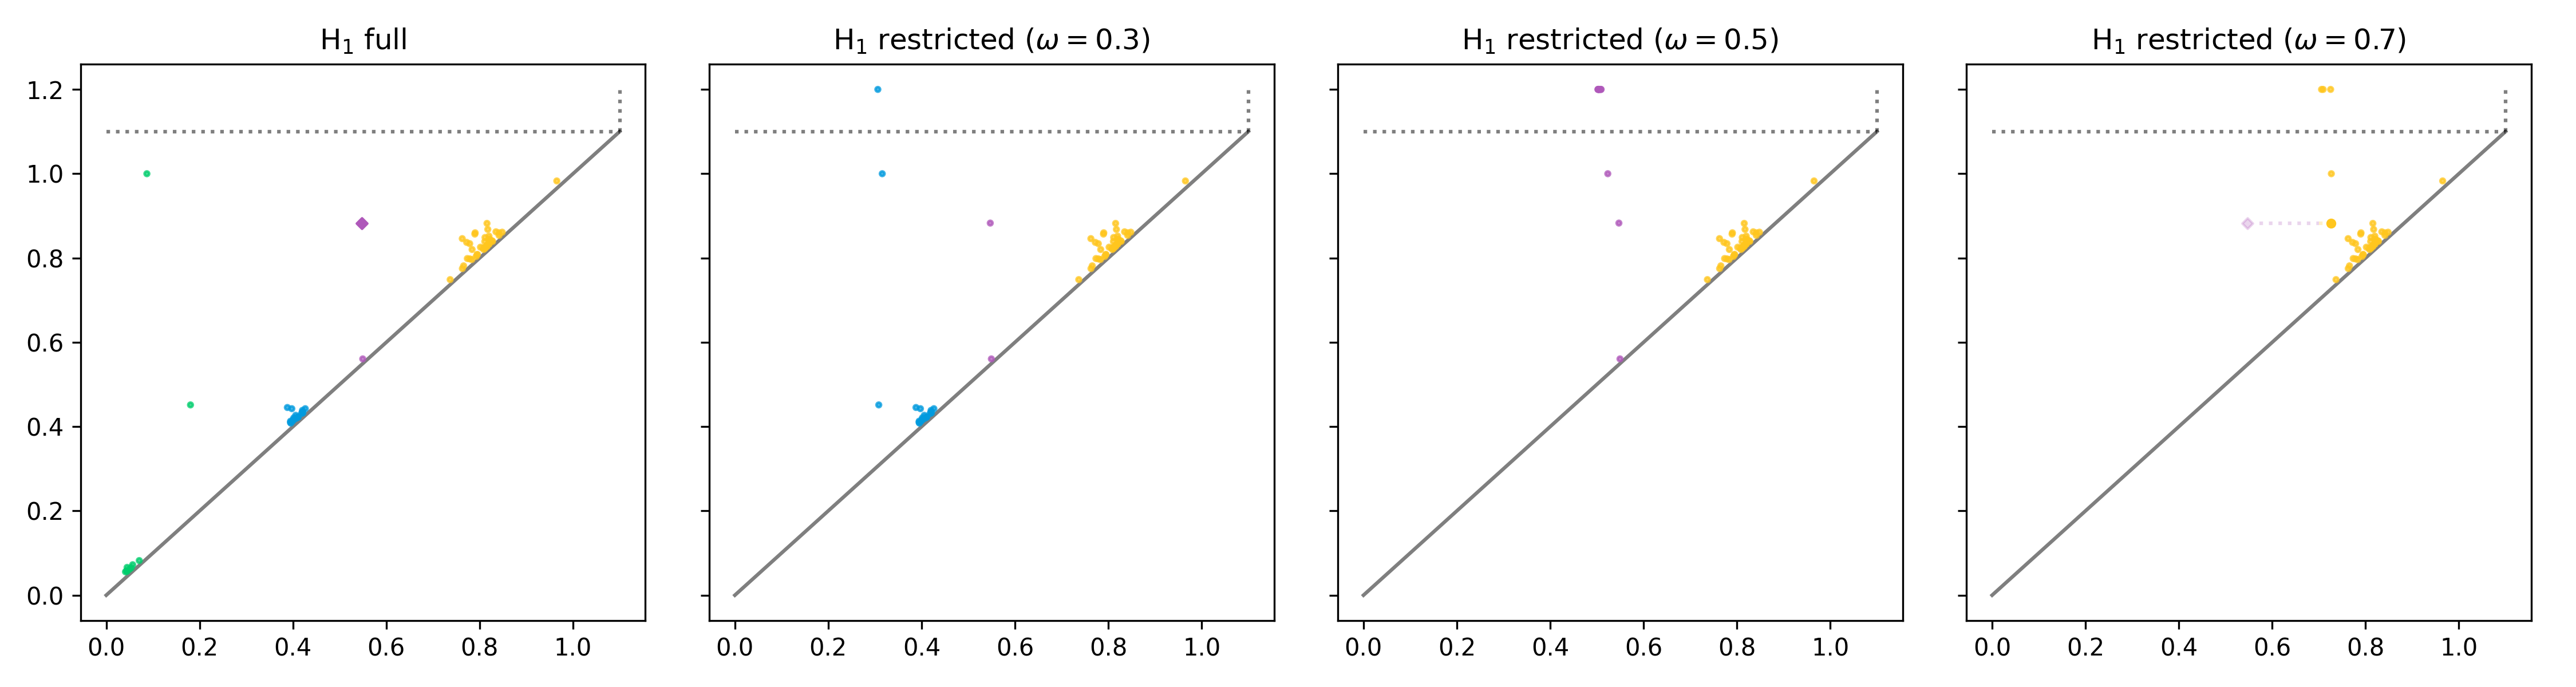 H₁ full
H₁ restricted (ω = 0.3)
H₁ restricted (ω = 0.5)
H₁ restricted (ω = 0.7)
1.2
1.0
0.8
0.6
0.4
0.2
0.0
0.0 0.2 0.4 0.6 0.8 1.0
0.0 0.2 0.4 0.6 0.8 1.0
0.0 0.2 0.4 0.6 0.8 1.0
0.0 0.2 0.4 0.6 0.8 1.0